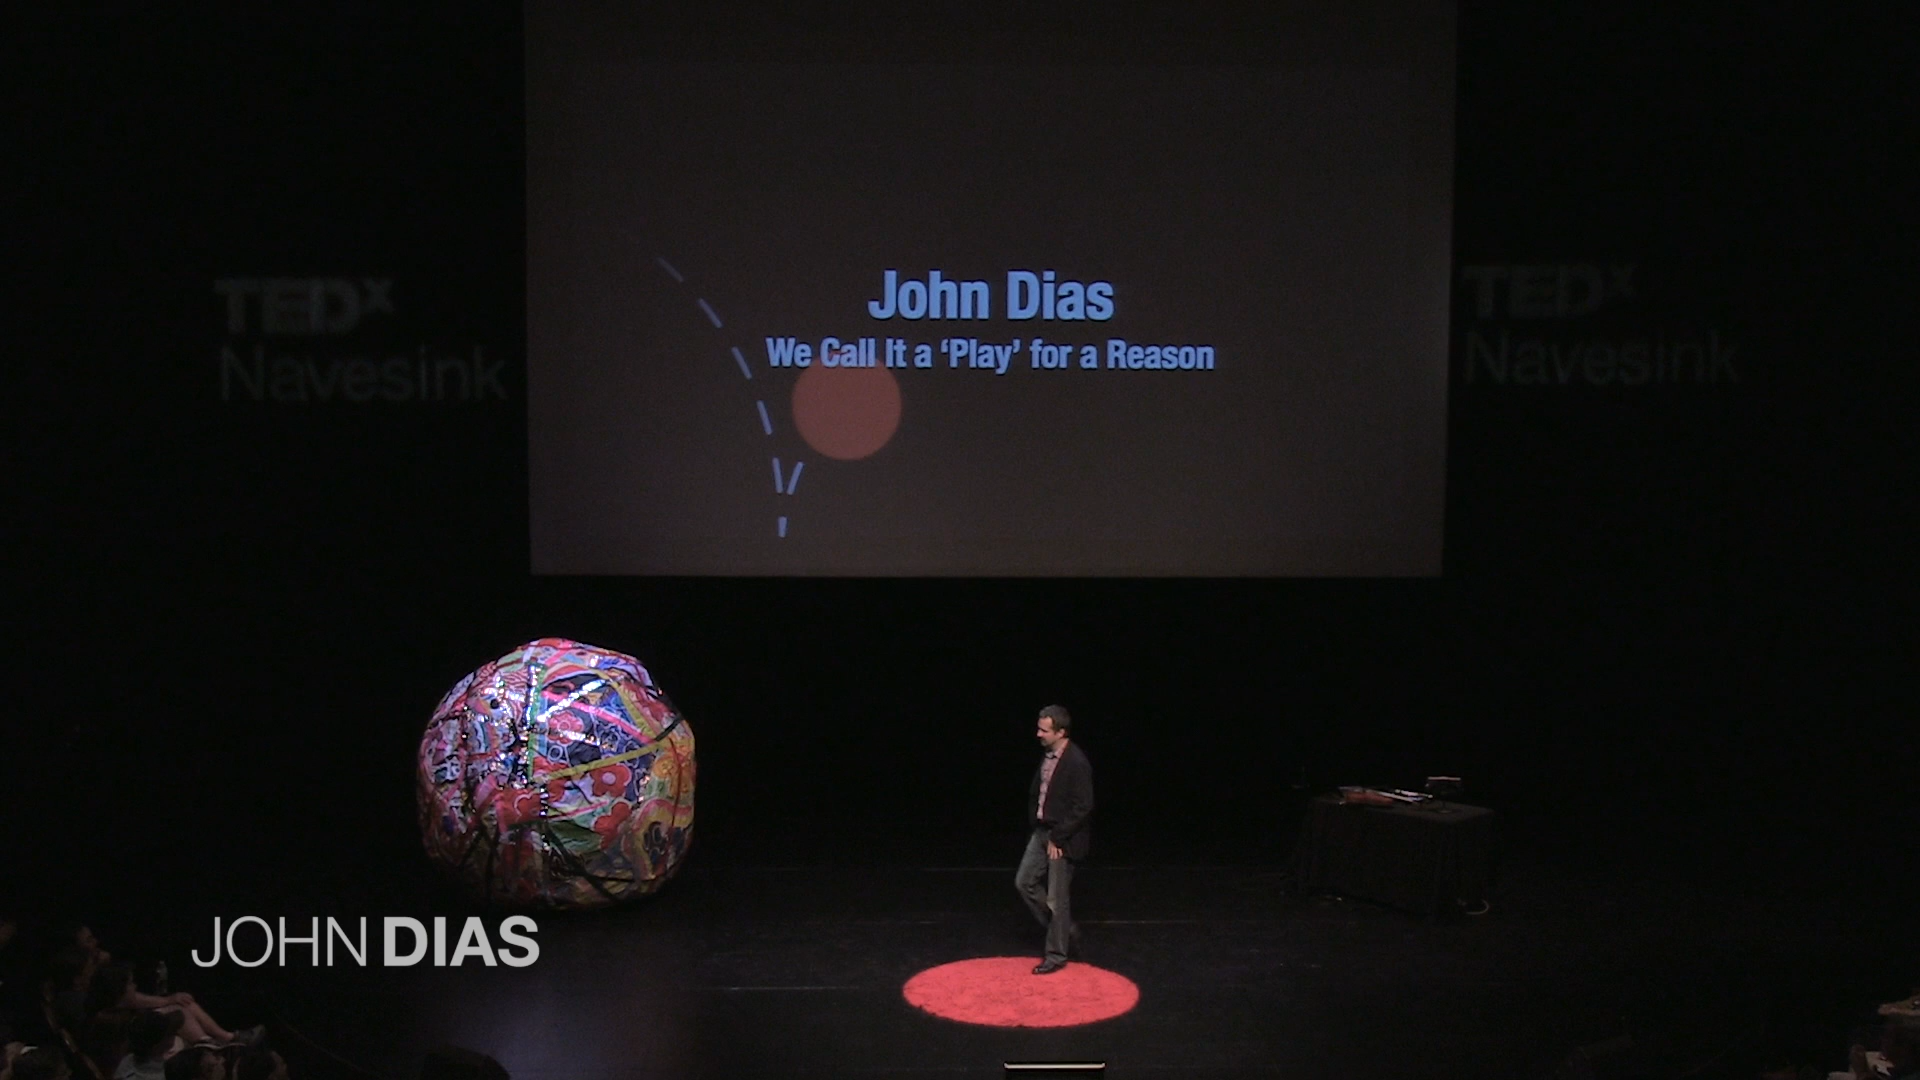 John Dias
We Call It a ‘Play’ for a Reason
TEDx
Navesink
TEDx
Navesink
JOHN DIAS